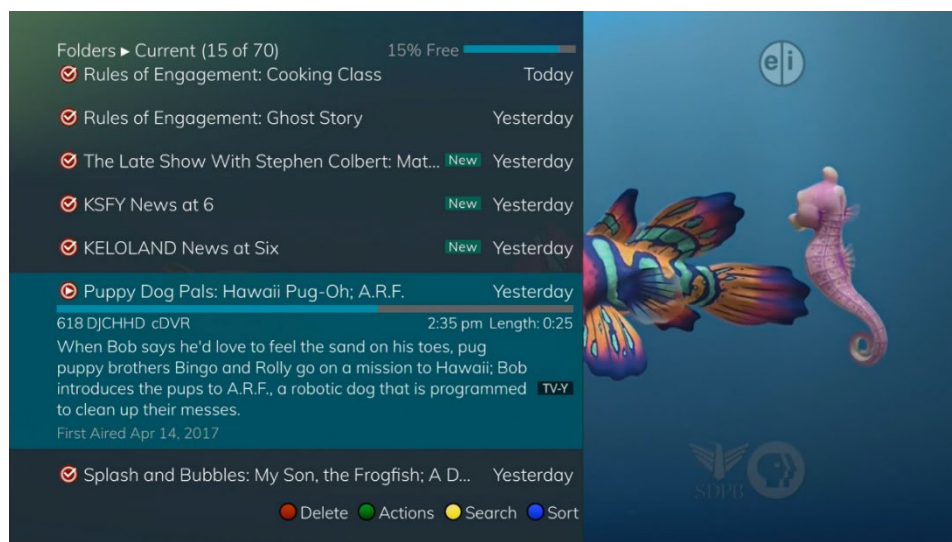 Folders ▸ Current (15 of 70) 15% Free
Rules of Engagement: Cooking Class Today
Rules of Engagement: Ghost Story Yesterday
The Late Show With Stephen Colbert: Mat... New Yesterday
KSFY News at 6 New Yesterday
KELOLAND News at Six New Yesterday
Puppy Dog Pals: Hawaii Pug-Oh; A.R.F. Yesterday
618 DJCHHD cDVR 2:35 pm Length: 0:25
When Bob says he'd love to feel the sand on his toes, pug
puppy brothers Bingo and Rolly go on a mission to Hawaii; Bob
introduces the pups to A.R.F., a robotic dog that is programmed TV-Y
to clean up their messes.
First Aired Apr 14, 2017
Splash and Bubbles: My Son, the Frogfish; A D... Yesterday
Delete Actions Search Sort
e|i
SDPB